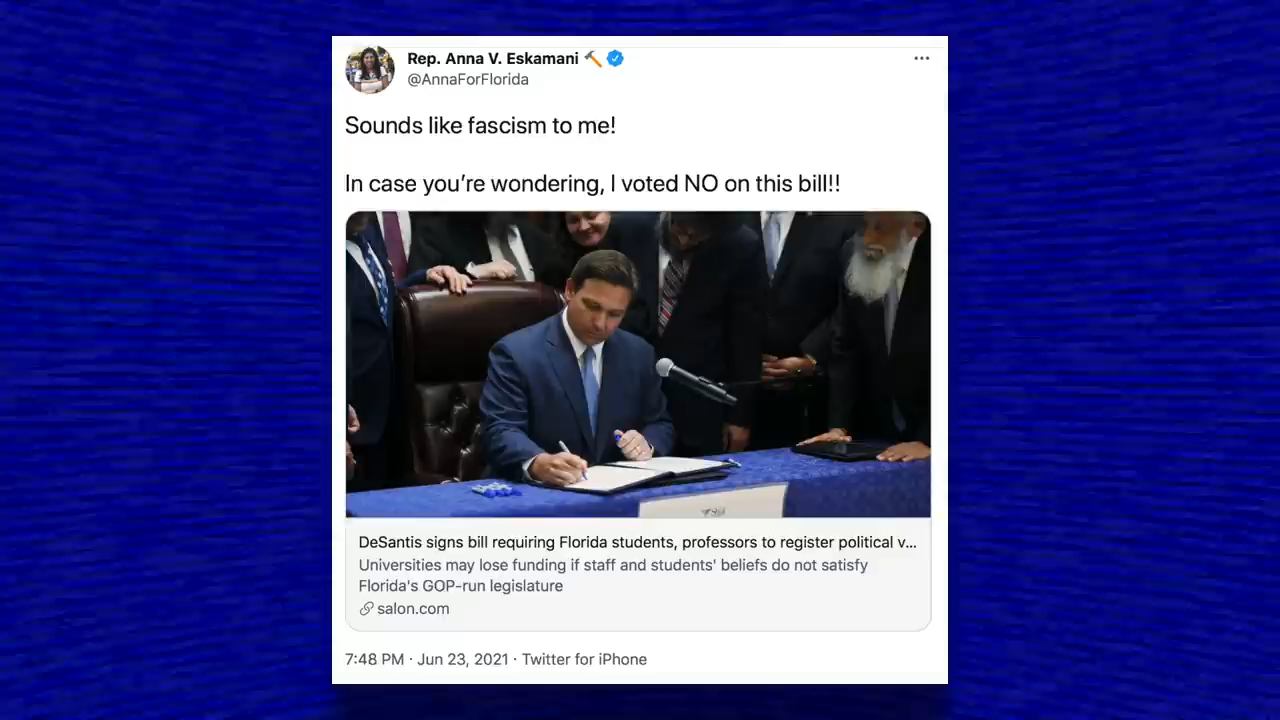 Rep. Anna V. Eskamani
@AnnaForFlorida
Sounds like fascism to me!
In case you’re wondering, I voted NO on this bill!!
DeSantis signs bill requiring Florida students, professors to register political v...
Universities may lose funding if staff and students' beliefs do not satisfy
Florida's GOP-run legislature
salon.com
7:48 PM · Jun 23, 2021 · Twitter for iPhone